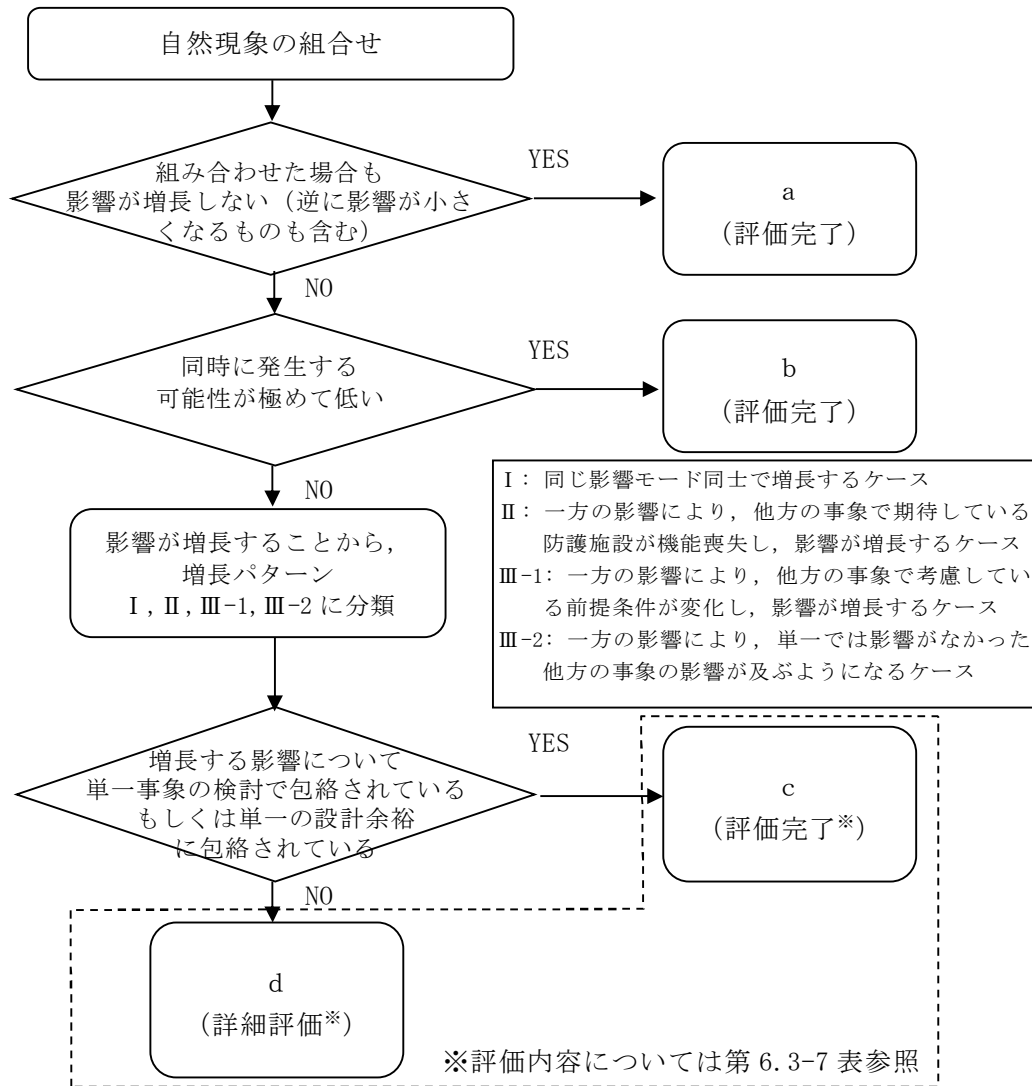 自然現象の組合せ
組み合わせた場合も
影響が増長しない（逆に影響が小さ
くなるものも含む）
YES
a
（評価完了）
NO
同時に発生する
可能性が極めて低い
YES
b
（評価完了）
NO
影響が増長することから，
増長パターン
Ⅰ,Ⅱ,Ⅲ-1,Ⅲ-2 に分類
Ⅰ： 同じ影響モード同士で増長するケース
Ⅱ： 一方の影響により，他方の事象で期待している
防護施設が機能喪失し，影響が増長するケース
Ⅲ-1：一方の影響により，他方の事象で考慮してい
る前提条件が変化し，影響が増長するケース
Ⅲ-2：一方の影響により，単一では影響がなかった
他方の事象の影響が及ぶようになるケース
増長する影響について
単一事象の検討で包絡されている
もしくは単一の設計余裕
に包絡されている
YES
c
（評価完了※）
NO
d
（詳細評価※）
※評価内容については第 6.3-7 表参照